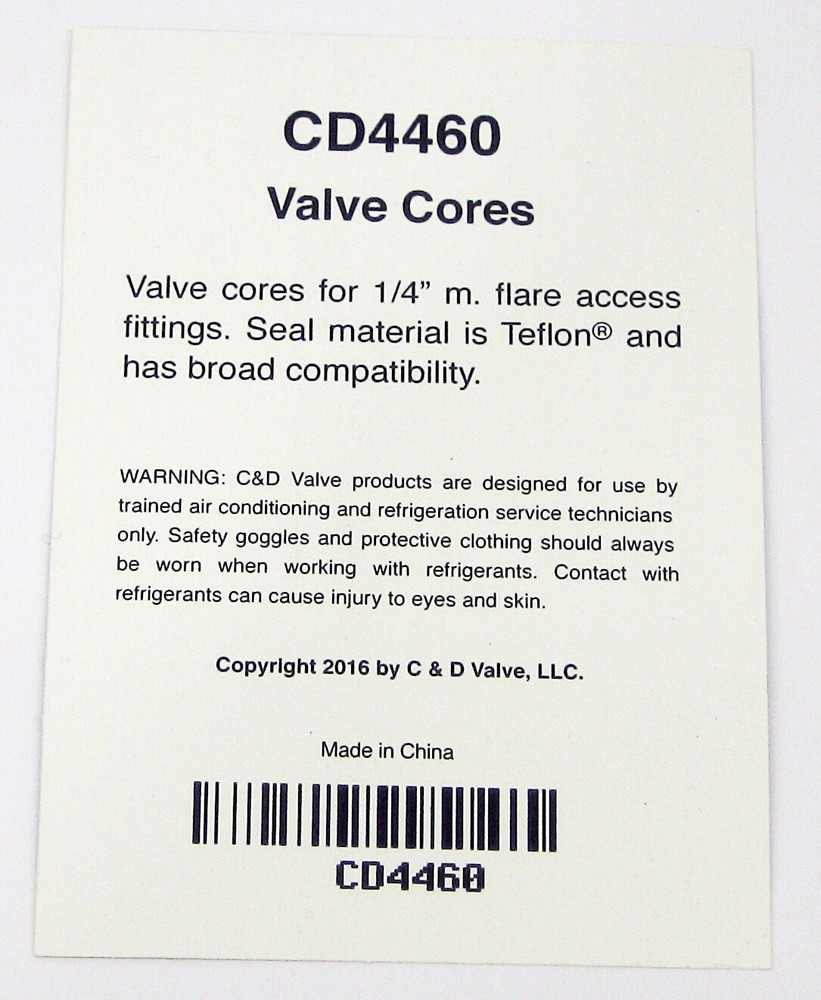 CD4460
Valve Cores
Valve cores for 1/4” m. flare access
fittings. Seal material is Teflon® and
has broad compatibility.
WARNING: C&D Valve products are designed for use by
trained air conditioning and refrigeration service technicians
only. Safety goggles and protective clothing should always
be worn when working with refrigerants. Contact with
refrigerants can cause injury to eyes and skin.
Copyright 2016 by C & D Valve, LLC.
Made in China
CD4460